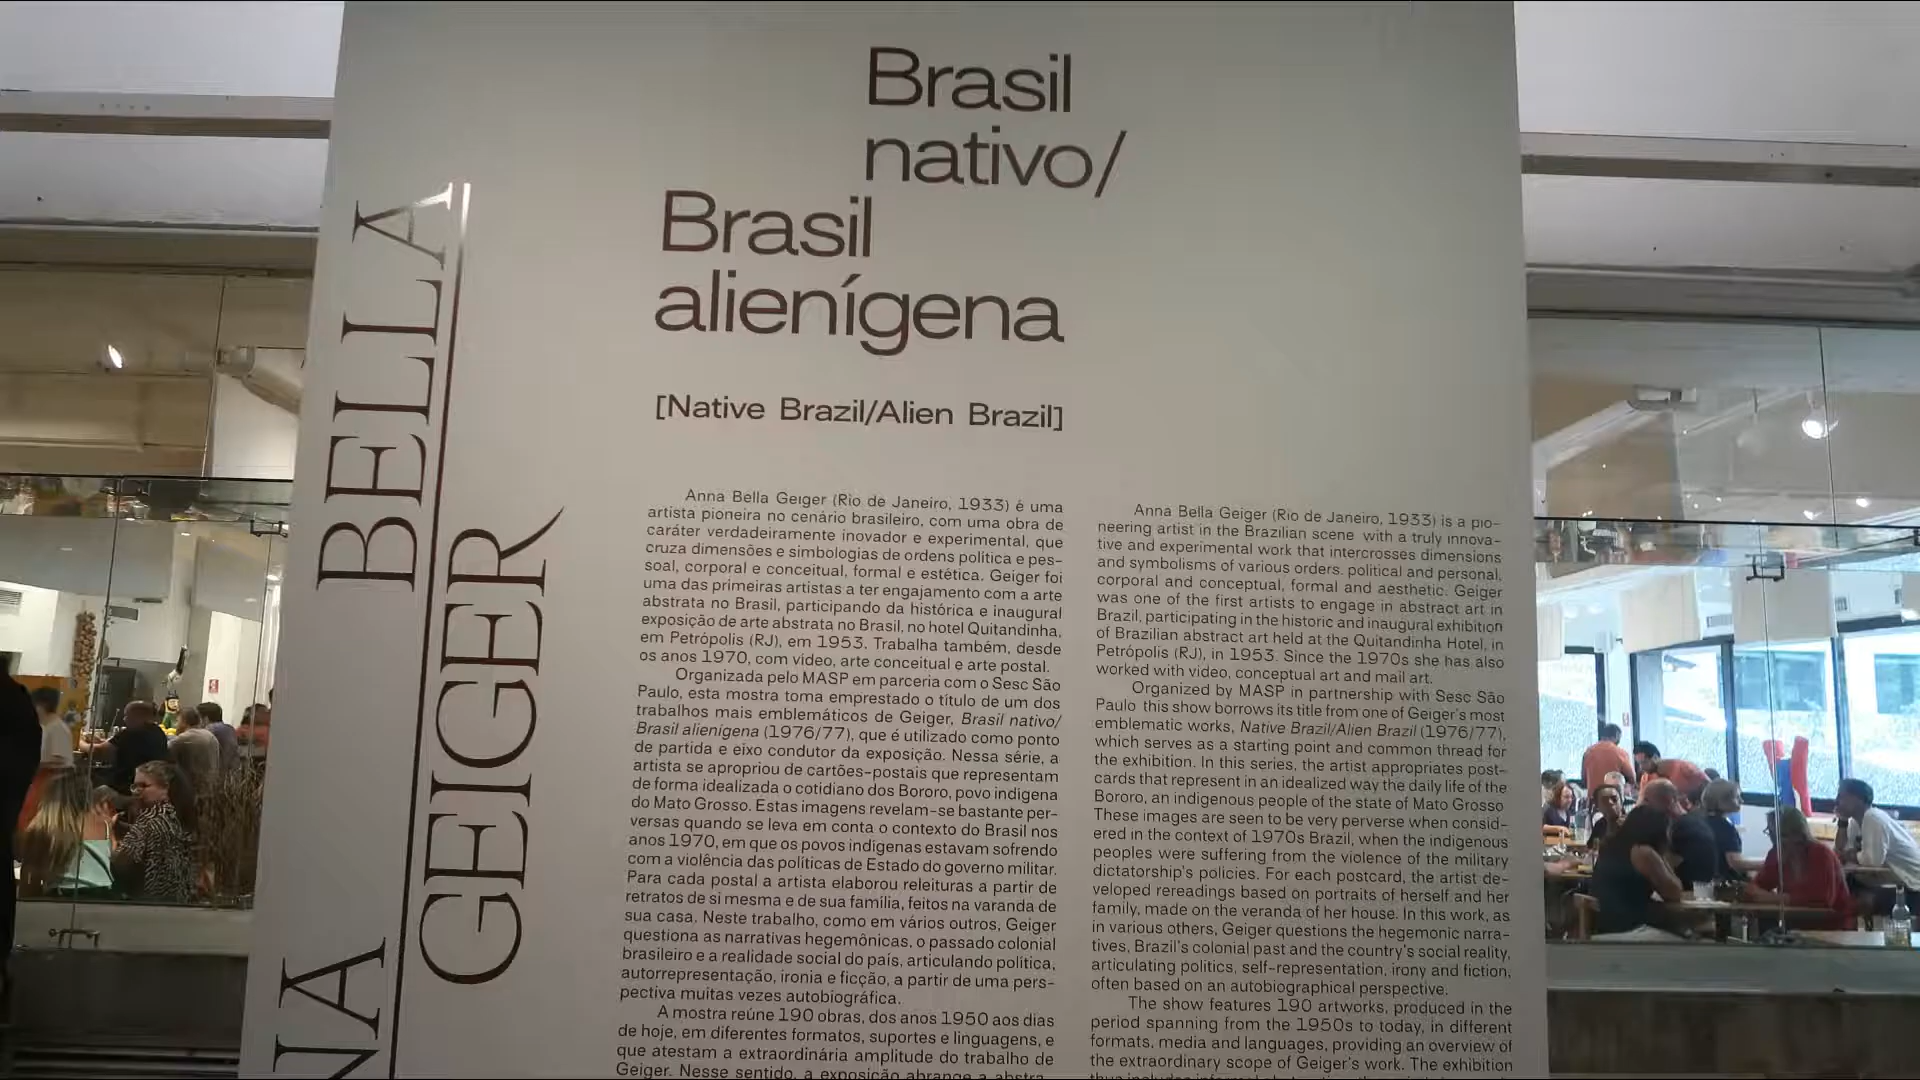 BELLA
GEIGER
NA
Brasil
nativo/
Brasil
alienígena
[Native Brazil/Alien Brazil]
Anna Bella Geiger (Rio de Janeiro, 1933) é uma
artista pioneira no cenário brasileiro, com uma obra de
caráter verdadeiramente inovador e experimental, que
cruza dimensões e simbologias de ordens política e pes-
soal, corporal e conceitual, formal e estética. Geiger foi
uma das primeiras artistas a ter engajamento com a arte
abstrata no Brasil, participando da histórica e inaugural
exposição de arte abstrata no Brasil, no hotel Quitandinha,
em Petrópolis (RJ), em 1953. Trabalha também, desde
os anos 1970, com vídeo, arte conceitual e arte postal.
Organizada pelo MASP em parceria com o Sesc São
Paulo, esta mostra toma emprestado o título de um dos
trabalhos mais emblemáticos de Geiger, Brasil nativo/
Brasil alienígena (1976/77), que é utilizado como ponto
de partida e eixo condutor da exposição. Nessa série, a
artista se apropriou de cartões-postais que representam
de forma idealizada o cotidiano dos Bororo, povo indígena
do Mato Grosso. Estas imagens revelam-se bastante per-
versas quando se leva em conta o contexto do Brasil nos
anos 1970, em que os povos indígenas estavam sofrendo
com a violência das políticas de Estado do governo militar.
Para cada postal a artista elaborou releituras a partir de
retratos de si mesma e de sua família, feitos na varanda de
sua casa. Neste trabalho, como em vários outros, Geiger
questiona as narrativas hegemônicas, o passado colonial
brasileiro e a realidade social do país, articulando política,
autorrepresentação, ironia e ficção, a partir de uma pers-
pectiva muitas vezes autobiográfica.
A mostra reúne 190 obras, dos anos 1950 aos dias
de hoje, em diferentes formatos, suportes e linguagens, e
que atestam a extraordinária amplitude do trabalho de
Geiger. Nesse sentido, a exposição abrange a abstra-
Anna Bella Geiger (Rio de Janeiro, 1933) is a pio-
neering artist in the Brazilian scene with a truly innova-
tive and experimental work that intercrosses dimensions
and symbolisms of various orders. political and personal,
corporal and conceptual, formal and aesthetic. Geiger
was one of the first artists to engage in abstract art in
Brazil, participating in the historic and inaugural exhibition
of Brazilian abstract art held at the Quitandinha Hotel, in
Petrópolis (RJ), in 1953. Since the 1970s she has also
worked with video, conceptual art and mail art.
Organized by MASP in partnership with Sesc São
Paulo this show borrows its title from one of Geiger's most
emblematic works, Native Brazil/Alien Brazil (1976/77),
which serves as a starting point and common thread for
the exhibition. In this series, the artist appropriates post-
cards that represent in an idealized way the daily life of the
Bororo, an indigenous people of the state of Mato Grosso
These images are seen to be very perverse when consid-
ered in the context of 1970s Brazil, when the indigenous
peoples were suffering from the violence of the military
dictatorship's policies. For each postcard, the artist de-
veloped rereadings based on portraits of herself and her
family, made on the veranda of her house. In this work, as
in various others, Geiger questions the hegemonic narra-
tives, Brazil's colonial past and the country's social reality,
articulating politics, self-representation, irony and fiction,
often based on an autobiographical perspective.
The show features 190 artworks, produced in the
period spanning from the 1950s to today, in different
formats, media and languages, providing an overview of
the extraordinary scope of Geiger's work. The exhibition